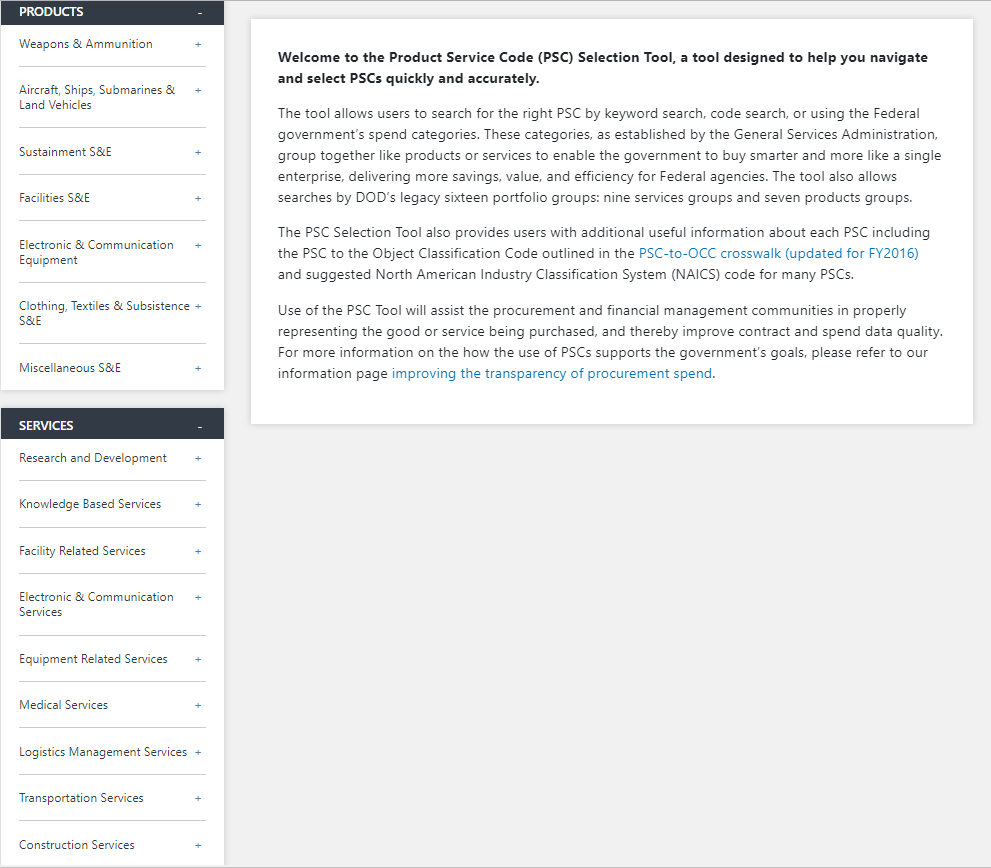 PRODUCTS -
Weapons & Ammunition +
Aircraft, Ships, Submarines & +
Land Vehicles
Sustainment S&E +
Facilities S&E +
Electronic & Communication +
Equipment
Clothing, Textiles & Subsistence +
S&E
Miscellaneous S&E +
SERVICES -
Research and Development +
Knowledge Based Services +
Facility Related Services +
Electronic & Communication +
Services
Equipment Related Services +
Medical Services +
Logistics Management Services +
Transportation Services +
Construction Services +
Welcome to the Product Service Code (PSC) Selection Tool, a tool designed to help you navigate
and select PSCs quickly and accurately.
The tool allows users to search for the right PSC by keyword search, code search, or using the Federal
government’s spend categories. These categories, as established by the General Services Administration,
group together like products or services to enable the government to buy smarter and more like a single
enterprise, delivering more savings, value, and efficiency for Federal agencies. The tool also allows
searches by DOD’s legacy sixteen portfolio groups: nine services groups and seven products groups.
The PSC Selection Tool also provides users with additional useful information about each PSC including
the PSC to the Object Classification Code outlined in the PSC-to-OCC crosswalk (updated for FY2016)
and suggested North American Industry Classification System (NAICS) code for many PSCs.
Use of the PSC Tool will assist the procurement and financial management communities in properly
representing the good or service being purchased, and thereby improve contract and spend data quality.
For more information on the how the use of PSCs supports the government’s goals, please refer to our
information page improving the transparency of procurement spend.